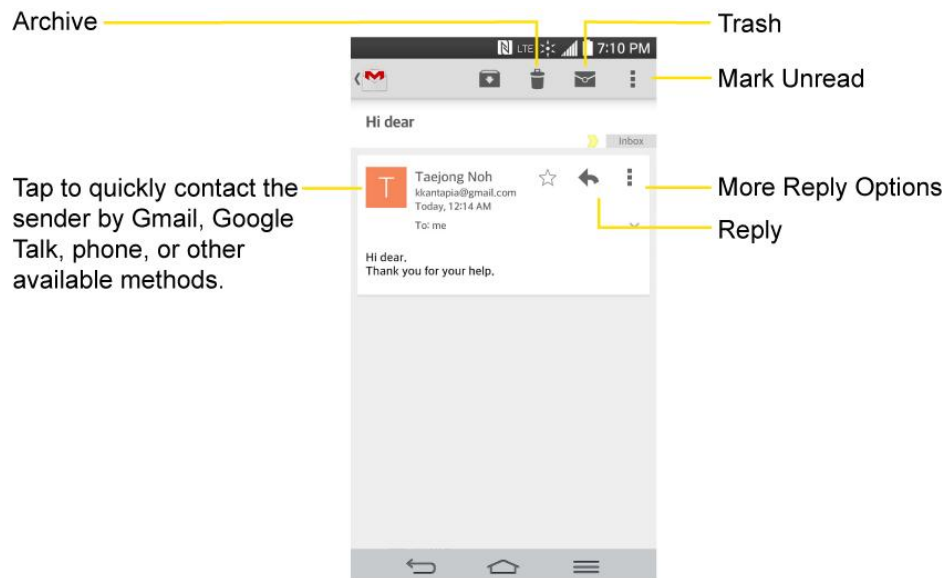 Archive
Trash
LTE 7:10 PM
Mark Unread
Hi dear
Inbox
Tap to quickly contact the
sender by Gmail, Google
Talk, phone, or other
available methods.
T
Taejong Noh
kkantapia@gmail.com
Today, 12:14 AM
To: me
More Reply Options
Reply
Hi dear,
Thank you for your help,